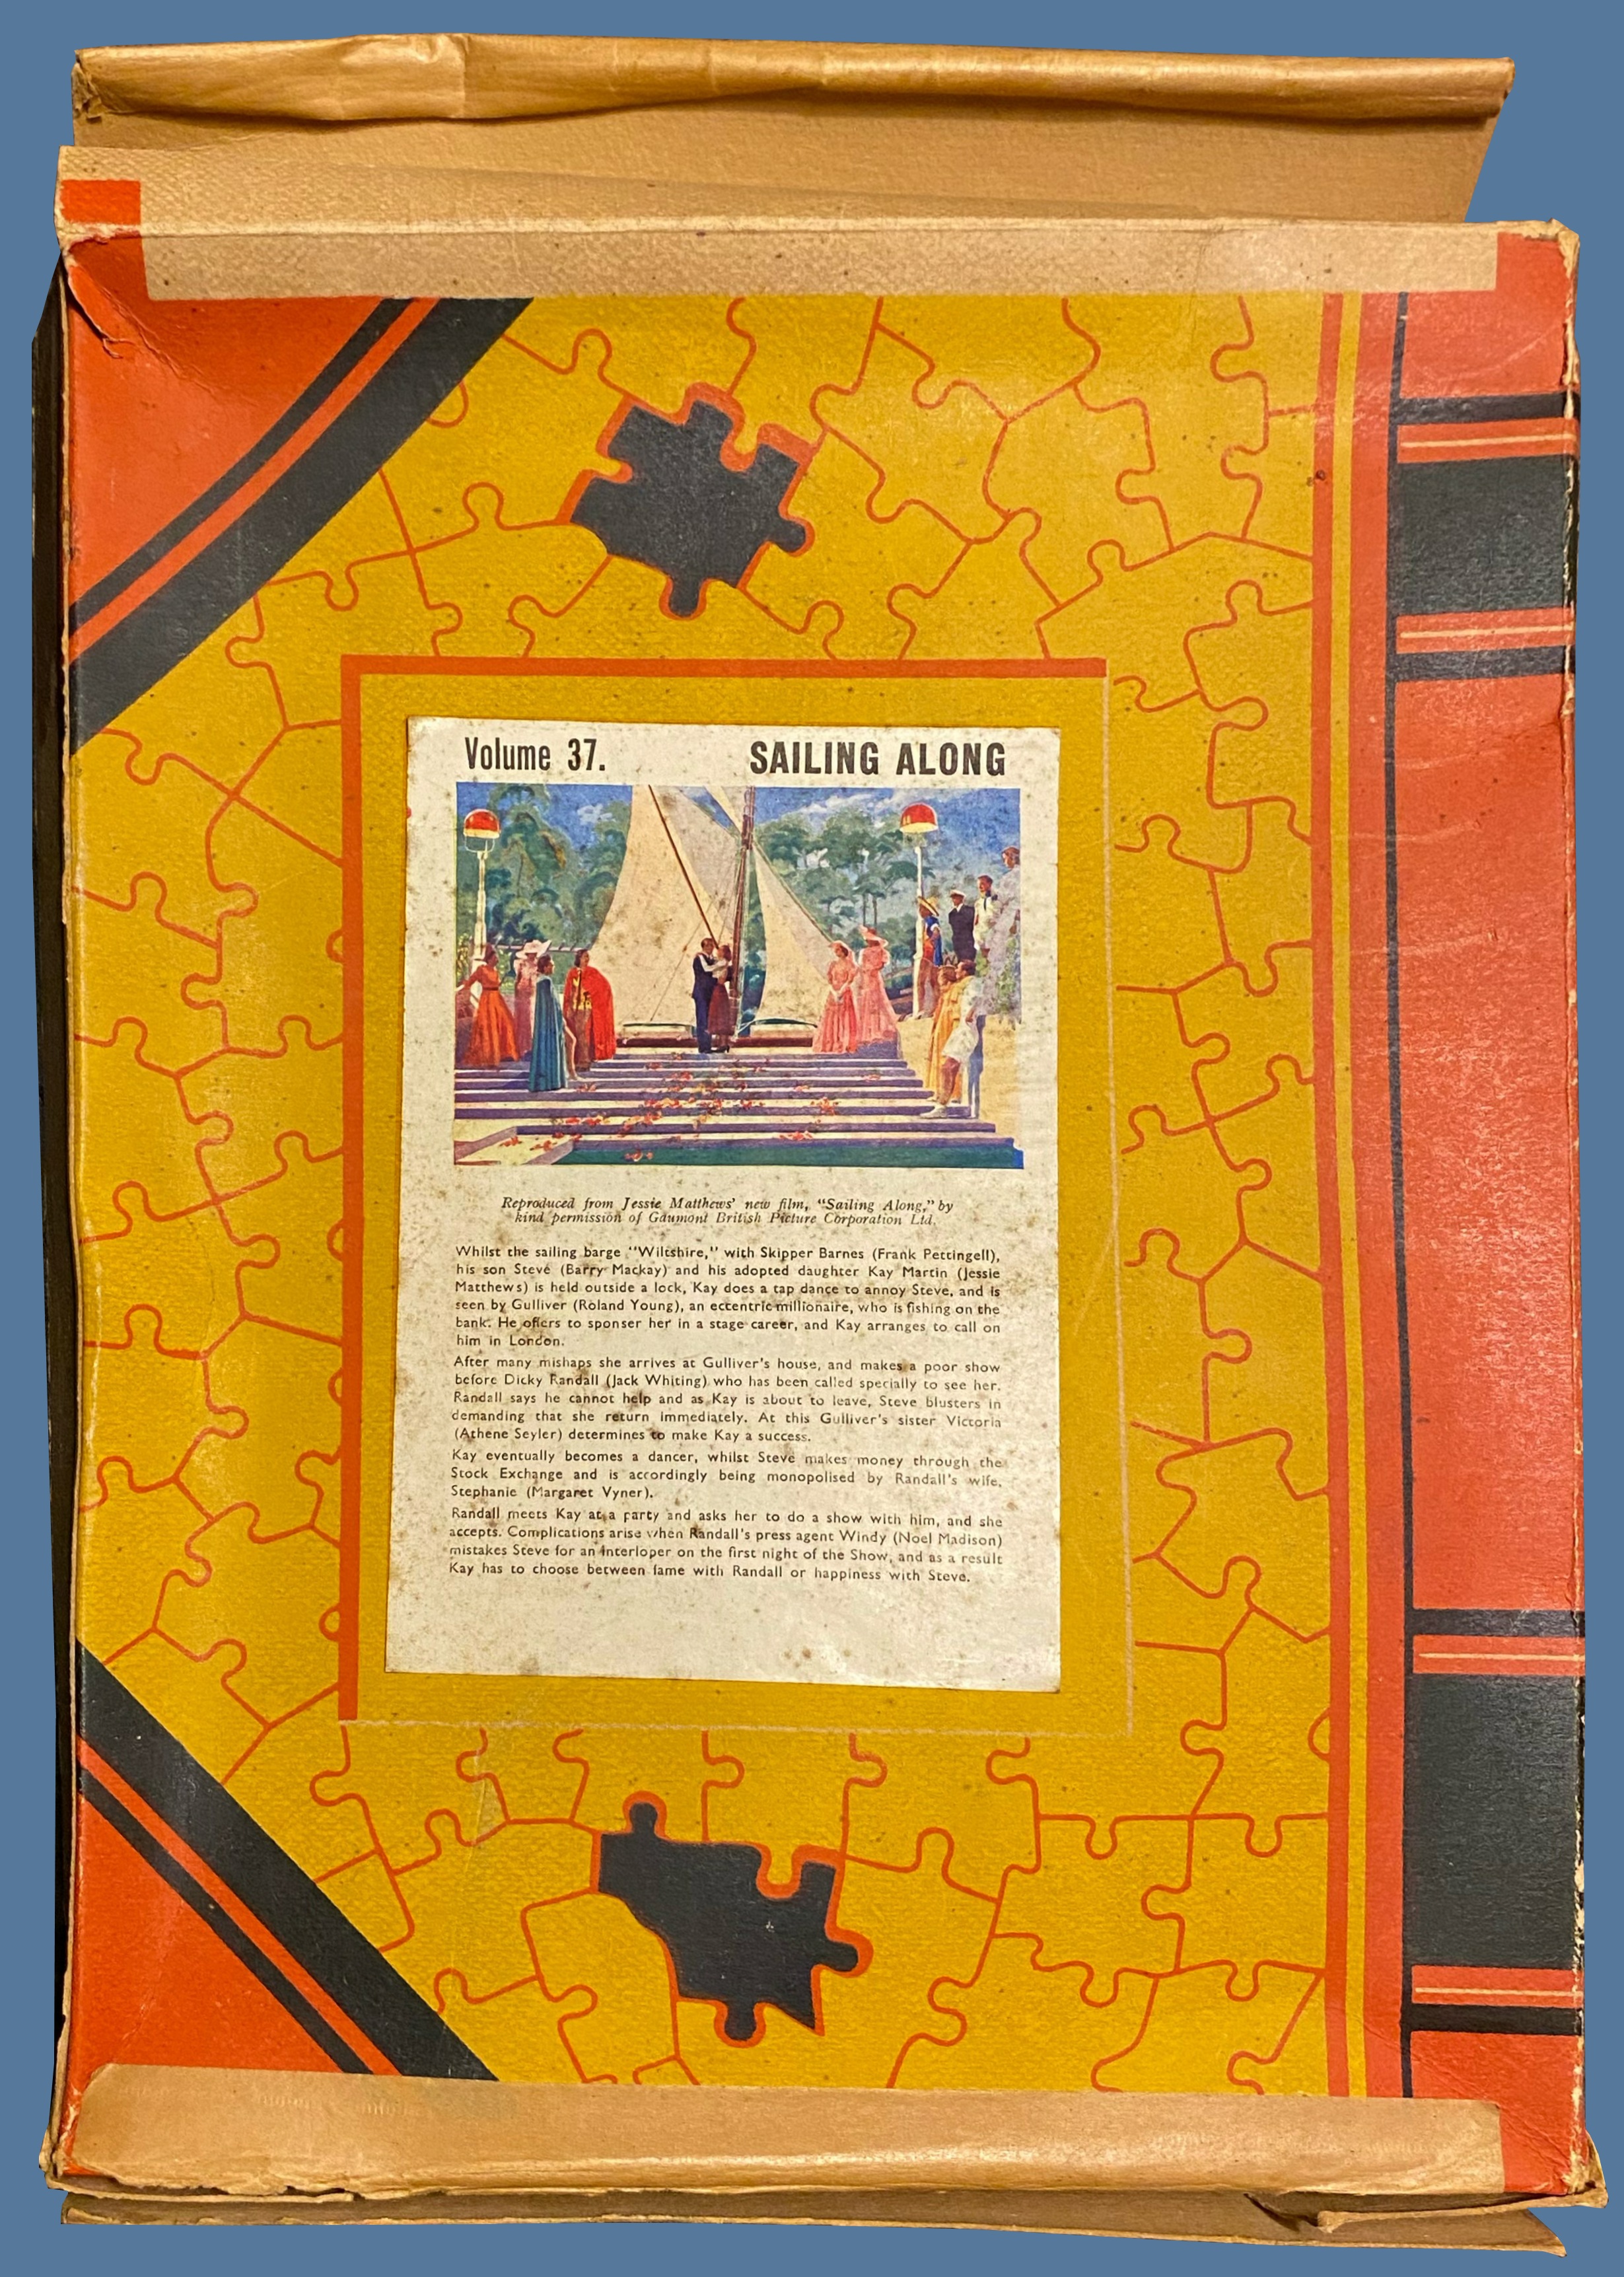 Volume 37. SAILING ALONG
Reproduced from Jessie Matthews' new film, "Sailing Along," by
kind permission of Gaumont British Picture Corporation Ltd.
Whilst the sailing barge "Wiltshire," with Skipper Barnes (Frank Pettingell),
his son Steve (Barry Mackay) and his adopted daughter Kay Martin (Jessie
Matthews) is held outside a lock, Kay does a tap dance to annoy Steve, and is
seen by Gulliver (Roland Young), an eccentric millionaire, who is fishing on the
bank. He offers to sponser her in a stage career, and Kay arranges to call on
him in London.
After many mishaps she arrives at Gulliver's house, and makes a poor show
before Dicky Randall (Jack Whiting) who has been called specially to see her.
Randall says he cannot help and as Kay is about to leave, Steve blusters in
demanding that she return immediately. At this Gulliver's sister Victoria
(Athene Seyler) determines to make Kay a success.
Kay eventually becomes a dancer, whilst Steve makes money through the
Stock Exchange and is accordingly being monopolised by Randall's wife,
Stephanie (Margaret Vyner).
Randall meets Kay at a party and asks her to do a show with him, and she
accepts. Complications arise when Randall's press agent Windy (Noel Madison)
mistakes Steve for an interloper on the first night of the Show, and as a result
Kay has to choose between fame with Randall or happiness with Steve.